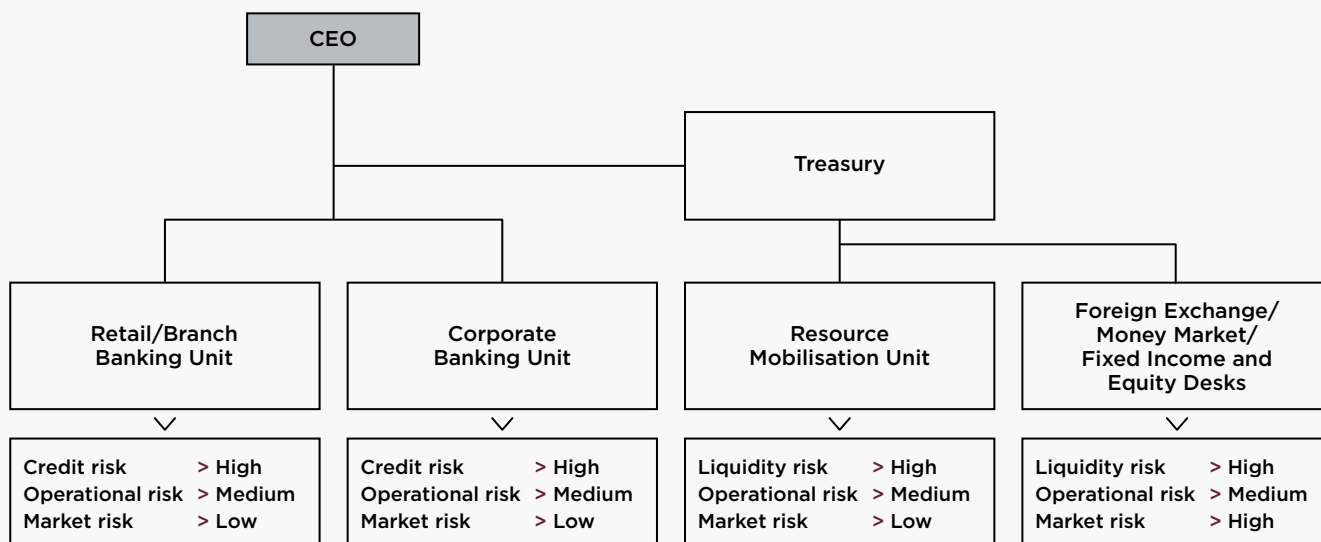 CEO
Treasury
Retail/Branch
Banking Unit
Corporate
Banking Unit
Resource
Mobilisation Unit
Foreign Exchange/
Money Market/
Fixed Income and
Equity Desks
Credit risk > High
Operational risk > Medium
Market risk > Low
Credit risk > High
Operational risk > Medium
Market risk > Low
Liquidity risk > High
Operational risk > Medium
Market risk > Low
Liquidity risk > High
Operational risk > Medium
Market risk > High